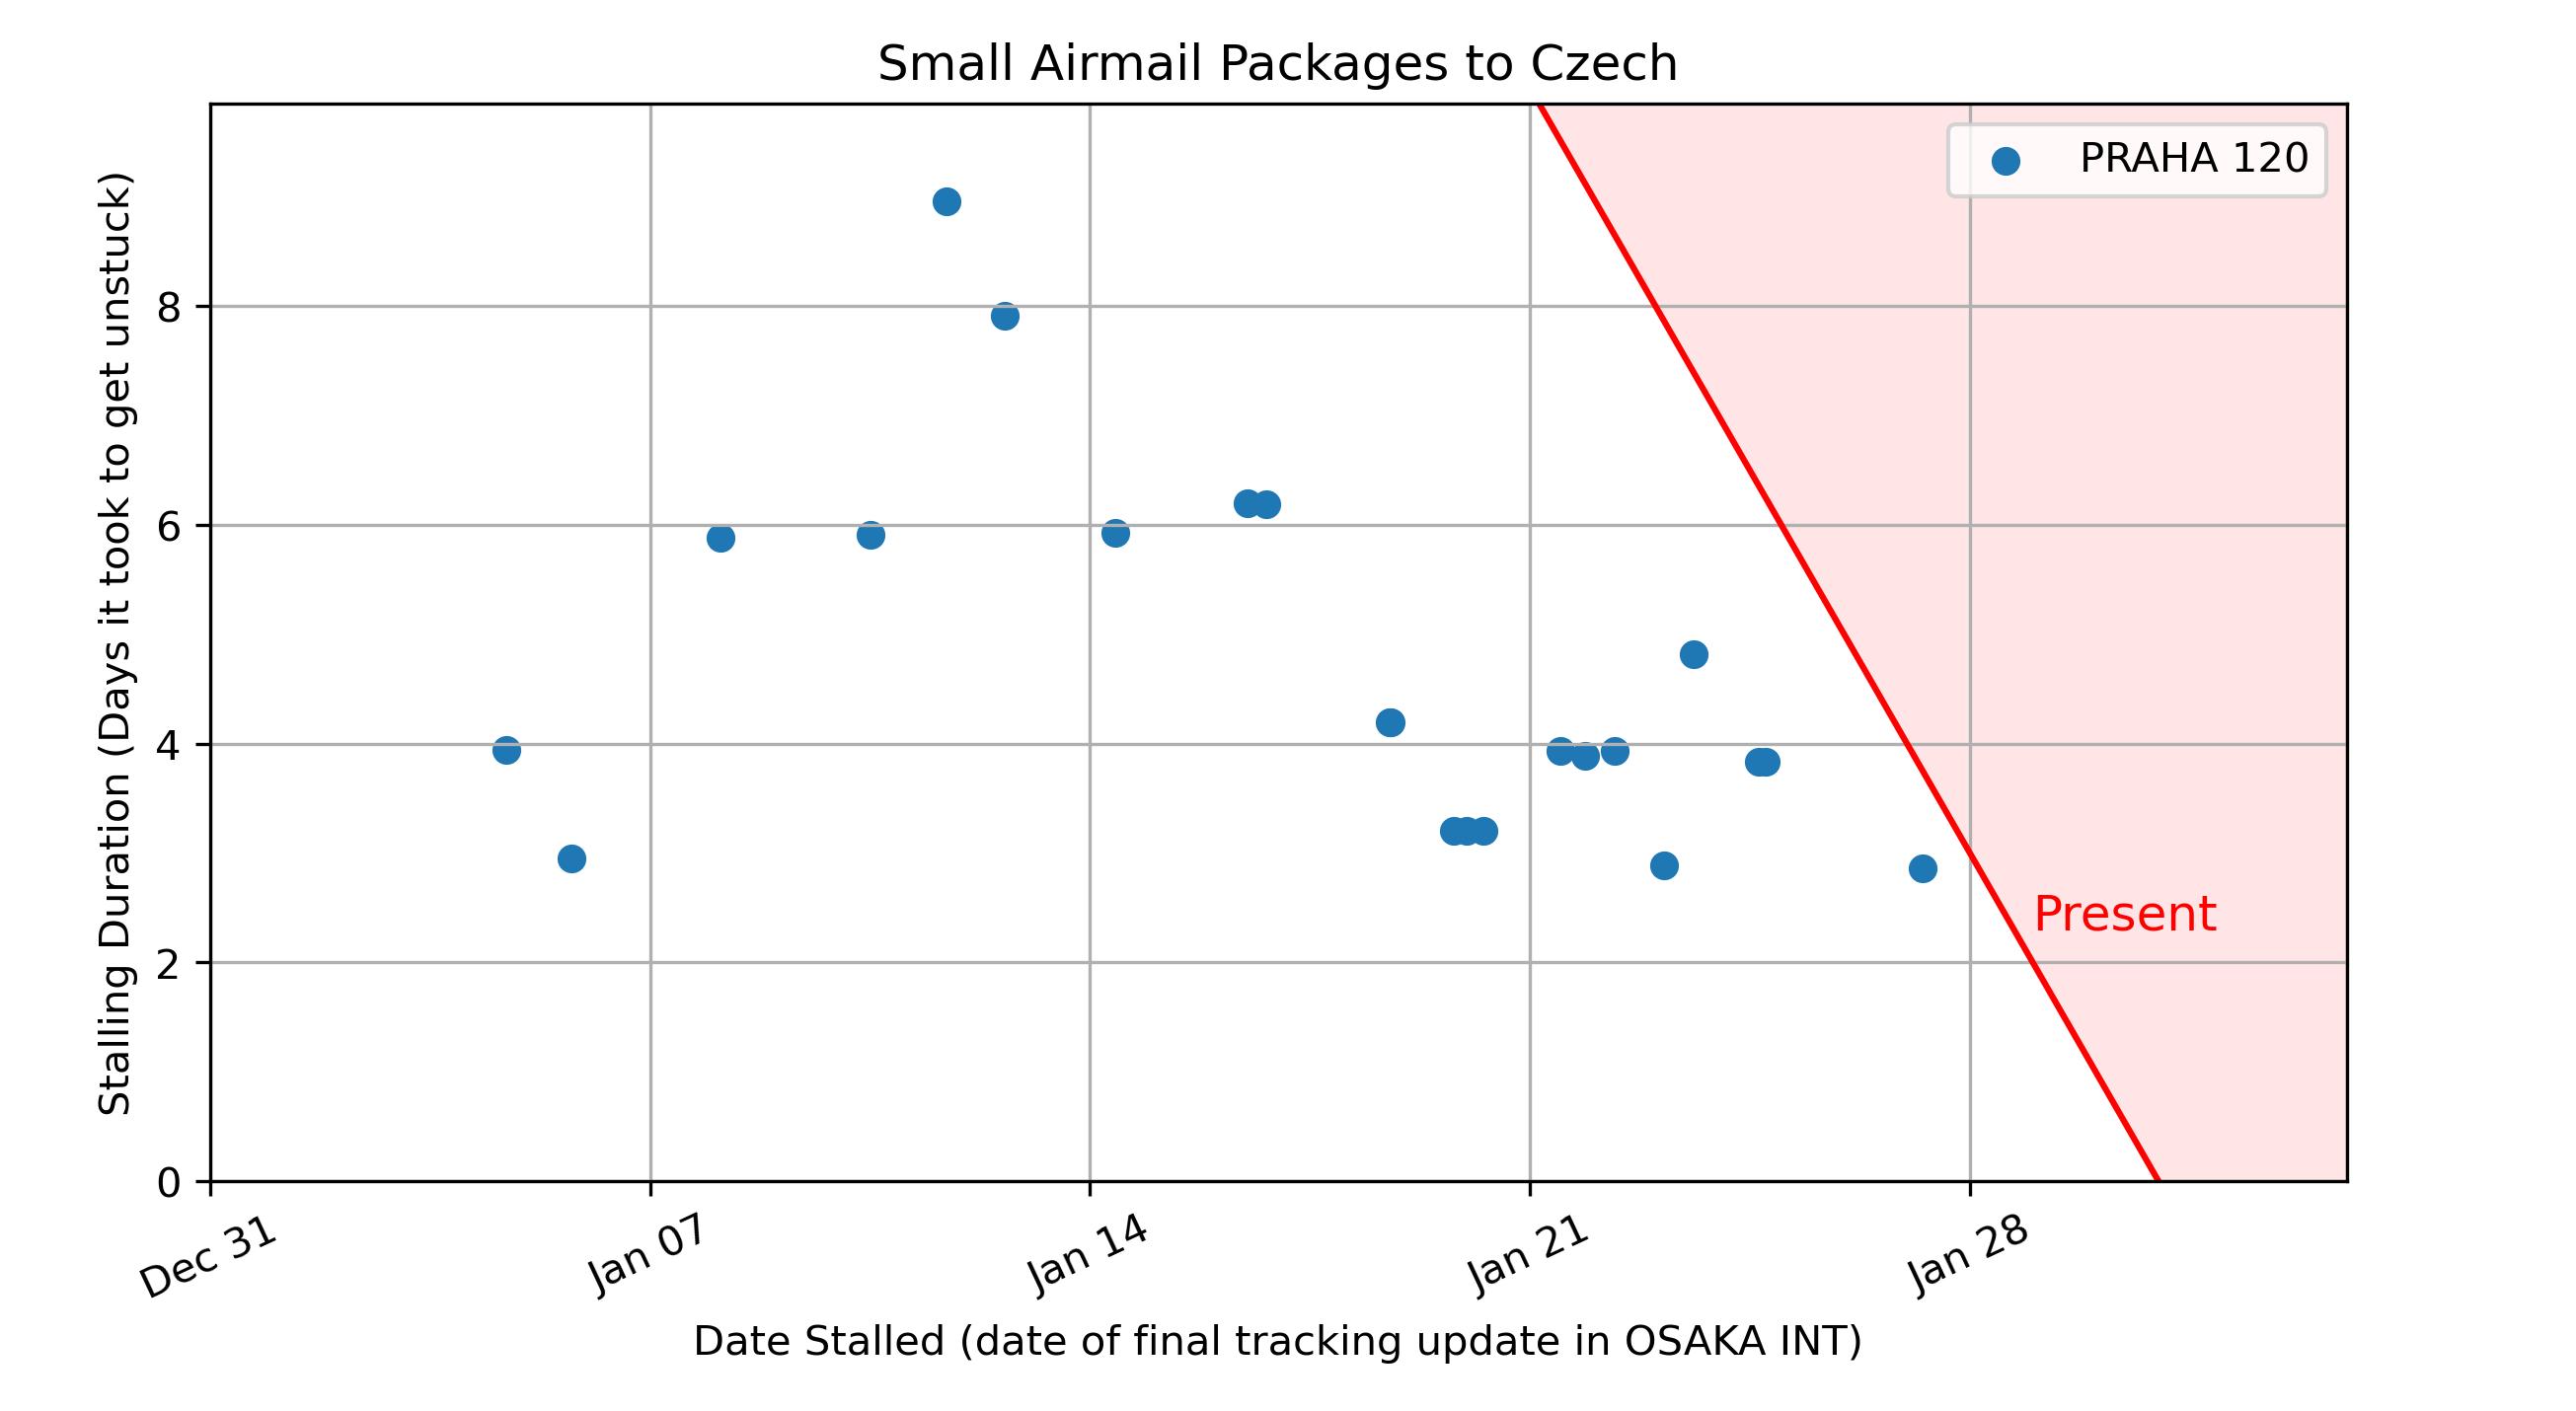 Small Airmail Packages to Czech
PRAHA 120
Stalling Duration (Days it took to get unstuck)
8
6
4
2
0
Present
Dec 31
Jan 07
Jan 14
Jan 21
Jan 28
Date Stalled (date of final tracking update in OSAKA INT)